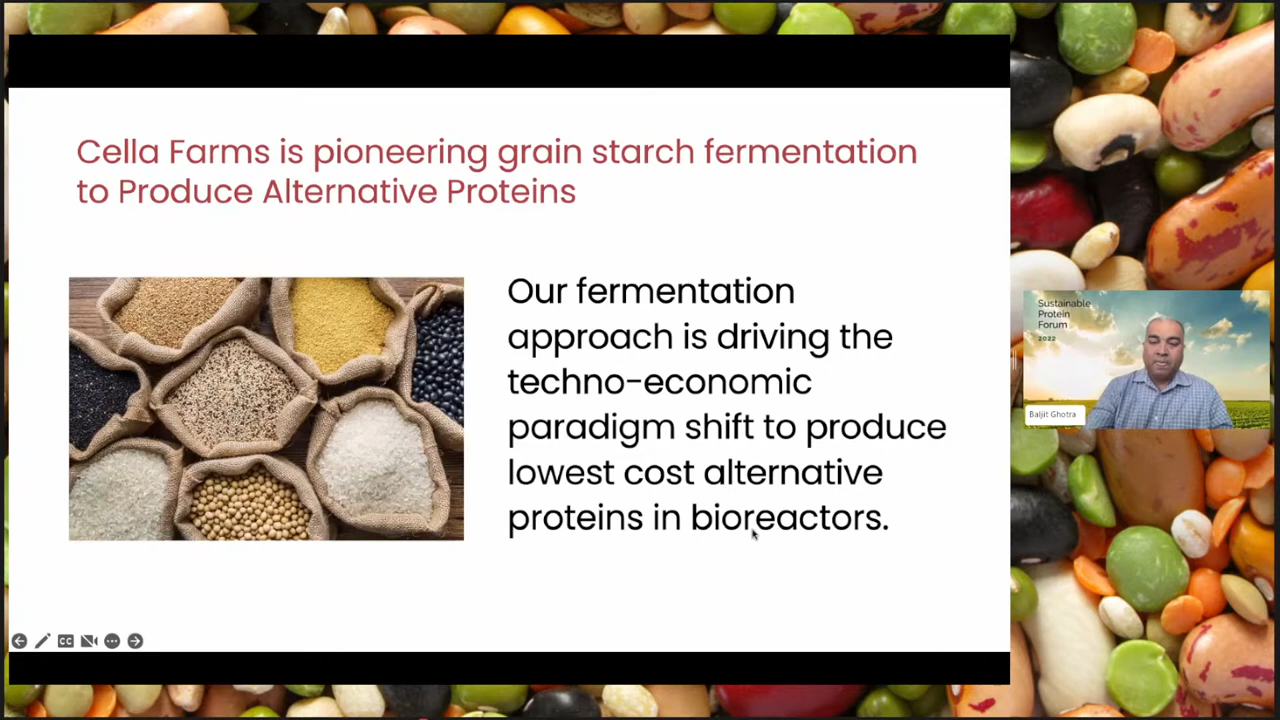 Cella Farms is pioneering grain starch fermentation
to Produce Alternative Proteins
Our fermentation
approach is driving the
techno-economic
paradigm shift to produce
lowest cost alternative
proteins in bioreactors.
CC
Sustainable
Protein
Forum
2022
Baljit Ghotra